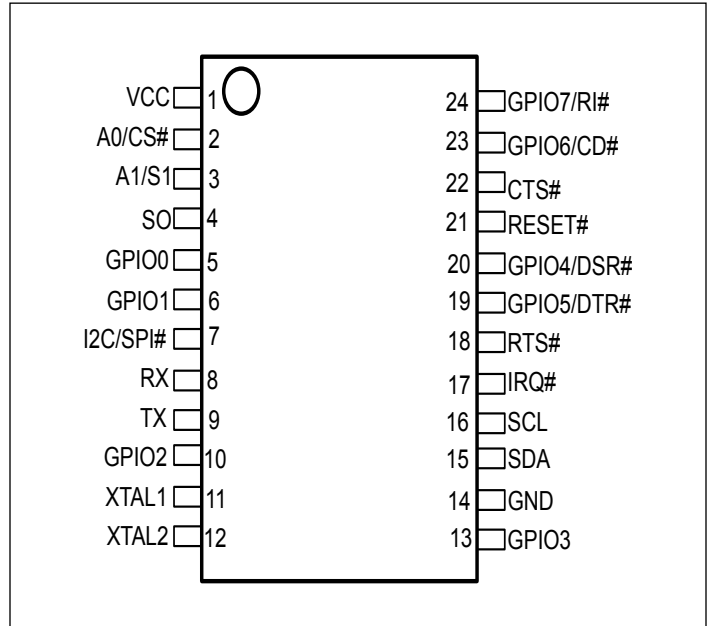 VCC 1 24 GPIO7/RI#
A0/CS# 2 23 GPIO6/CD#
A1/S1 3 22 CTS#
SO 4 21 RESET#
GPIO0 5 20 GPIO4/DSR#
GPIO1 6 19 GPIO5/DTR#
I2C/SPI# 7 18 RTS#
RX 8 17 IRQ#
TX 9 16 SCL
GPIO2 10 15 SDA
XTAL1 11 14 GND
XTAL2 12 13 GPIO3